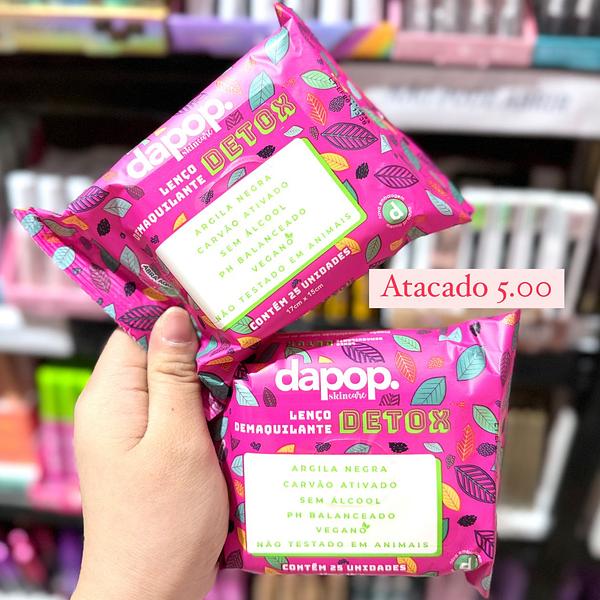 dapop.
skincare
LENÇO
DEMAQUILANTE DETOX
ARGILA NEGRA
CARVÃO ATIVADO
SEM ÁLCOOL
PH BALANCEADO
VEGANO
NÃO TESTADO EM ANIMAIS
CONTÉM 25 UNIDADES
17cm x 15cm
Atacado 5.00
dapop.
skincare
LENÇO
DEMAQUILANTE DETOX
ARGILA NEGRA
CARVÃO ATIVADO
SEM ÁLCOOL
PH BALANCEADO
VEGANO
NÃO TESTADO EM ANIMAIS
CONTÉM 25 UNIDADES